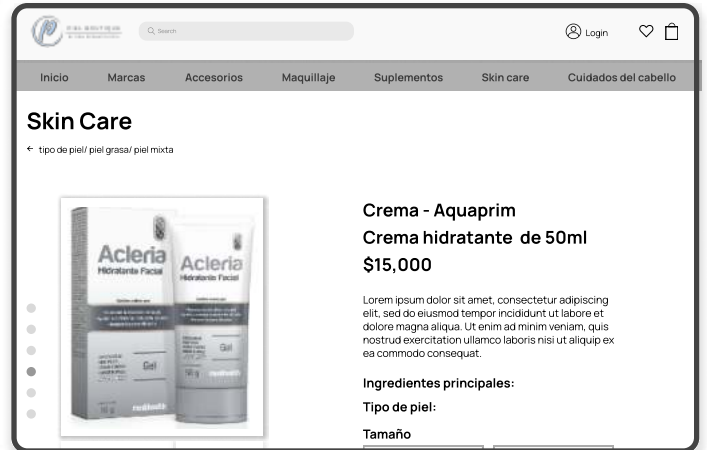 Search
Login
Inicio
Marcas
Accesorios
Maquillaje
Suplementos
Skin care
Cuidados del cabello
Skin Care
← tipo de piel/ piel grasa/ piel mixta
Acleria
Hidratante Facial
Gel
medihealth
Acleria
Hidratante Facial
Gel
medihealth
Crema - Aquaprim
Crema hidratante de 50ml
$15,000
Lorem ipsum dolor sit amet, consectetur adipiscing
elit, sed do eiusmod tempor incididunt ut labore et
dolore magna aliqua. Ut enim ad minim veniam, quis
nostrud exercitation ullamco laboris nisi ut aliquip ex
ea commodo consequat.
Ingredientes principales:
Tipo de piel:
Tamaño